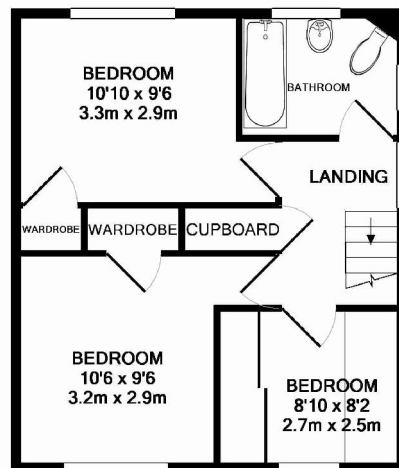 BEDROOM
10'10 x 9'6
3.3m x 2.9m
BATHROOM
LANDING
WARDROBE
WARDROBE
CUPBOARD
BEDROOM
10'6 x 9'6
3.2m x 2.9m
BEDROOM
8'10 x 8'2
2.7m x 2.5m